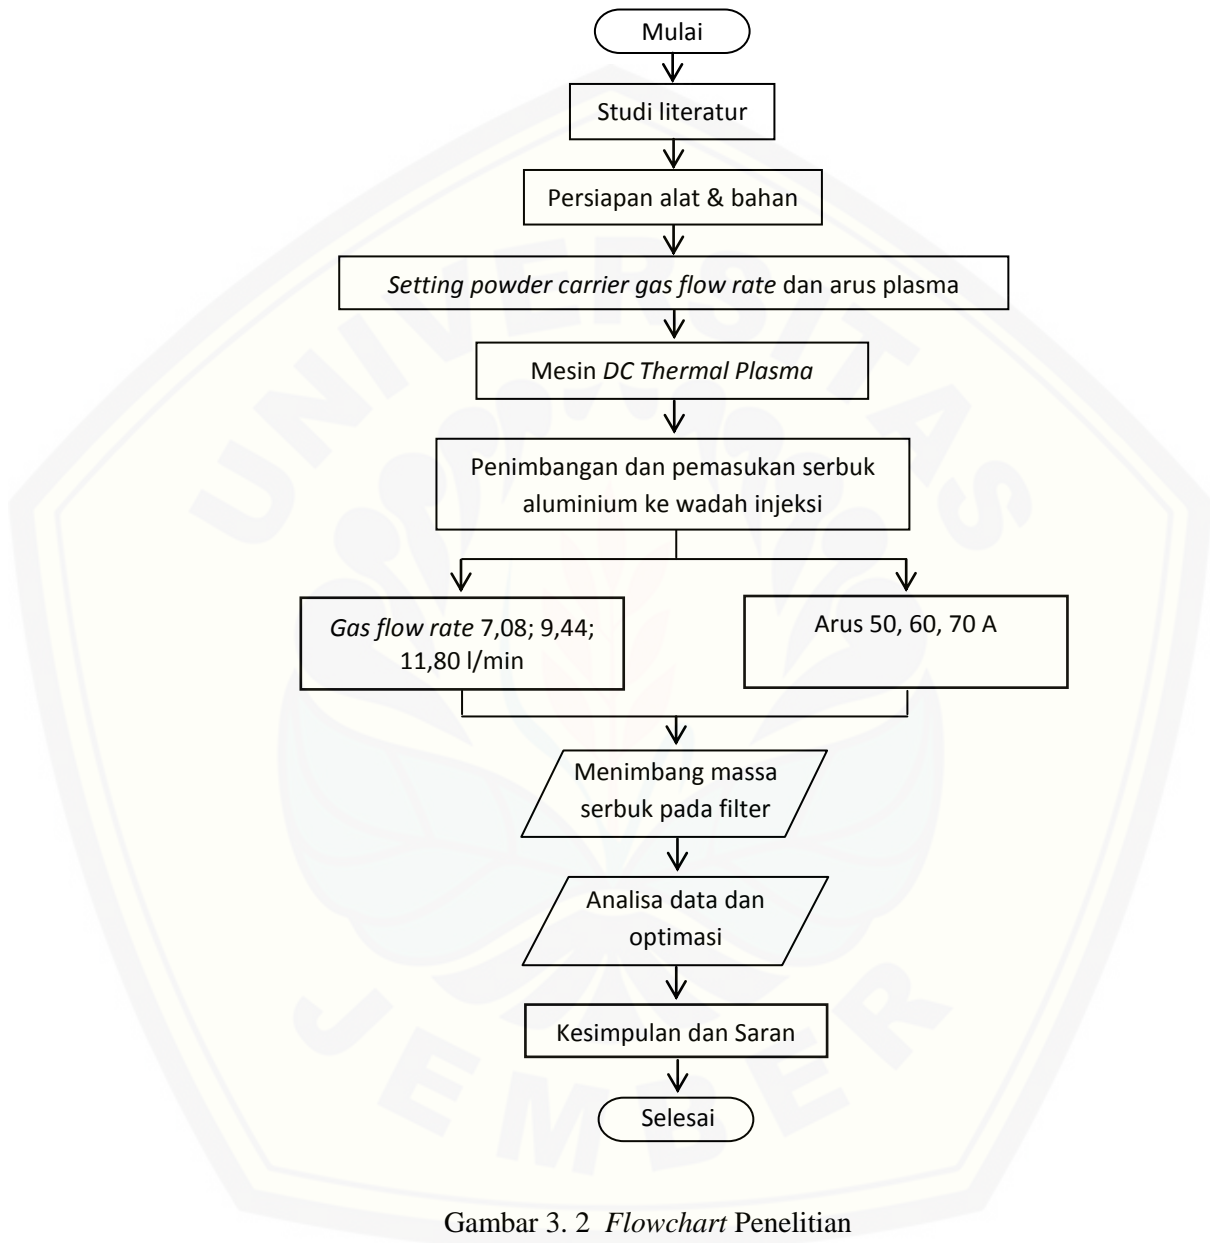 Mulai
Studi literatur
Persiapan alat & bahan
Setting powder carrier gas flow rate dan arus plasma
Mesin DC Thermal Plasma
Penimbangan dan pemasukan serbuk
aluminium ke wadah injeksi
Gas flow rate 7,08; 9,44;
11,80 l/min
Arus 50, 60, 70 A
Menimbang massa
serbuk pada filter
Analisa data dan
optimasi
Kesimpulan dan Saran
Selesai
Gambar 3. 2 Flowchart Penelitian
UNIVERSITAS
JEMBER